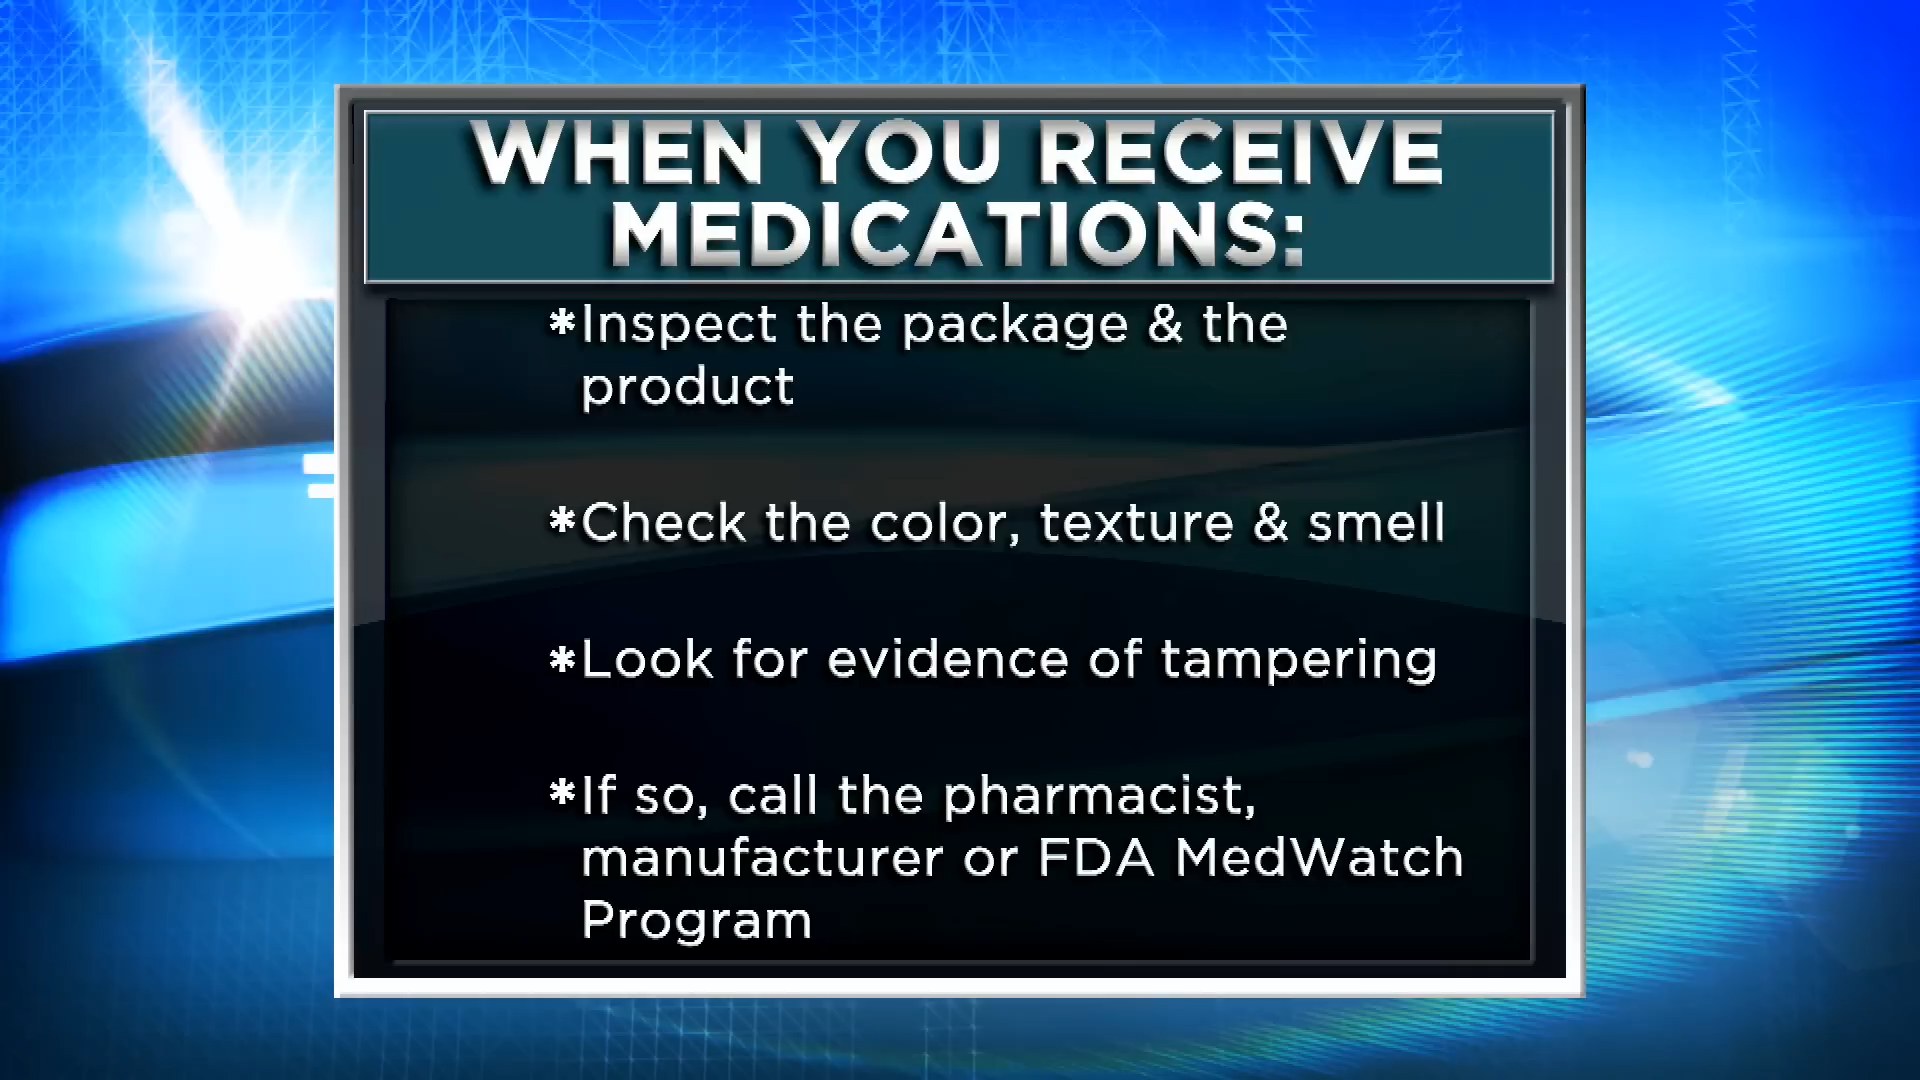 WHEN YOU RECEIVE
MEDICATIONS:
*Inspect the package & the
product
*Check the color, texture & smell
*Look for evidence of tampering
*If so, call the pharmacist,
manufacturer or FDA MedWatch
Program